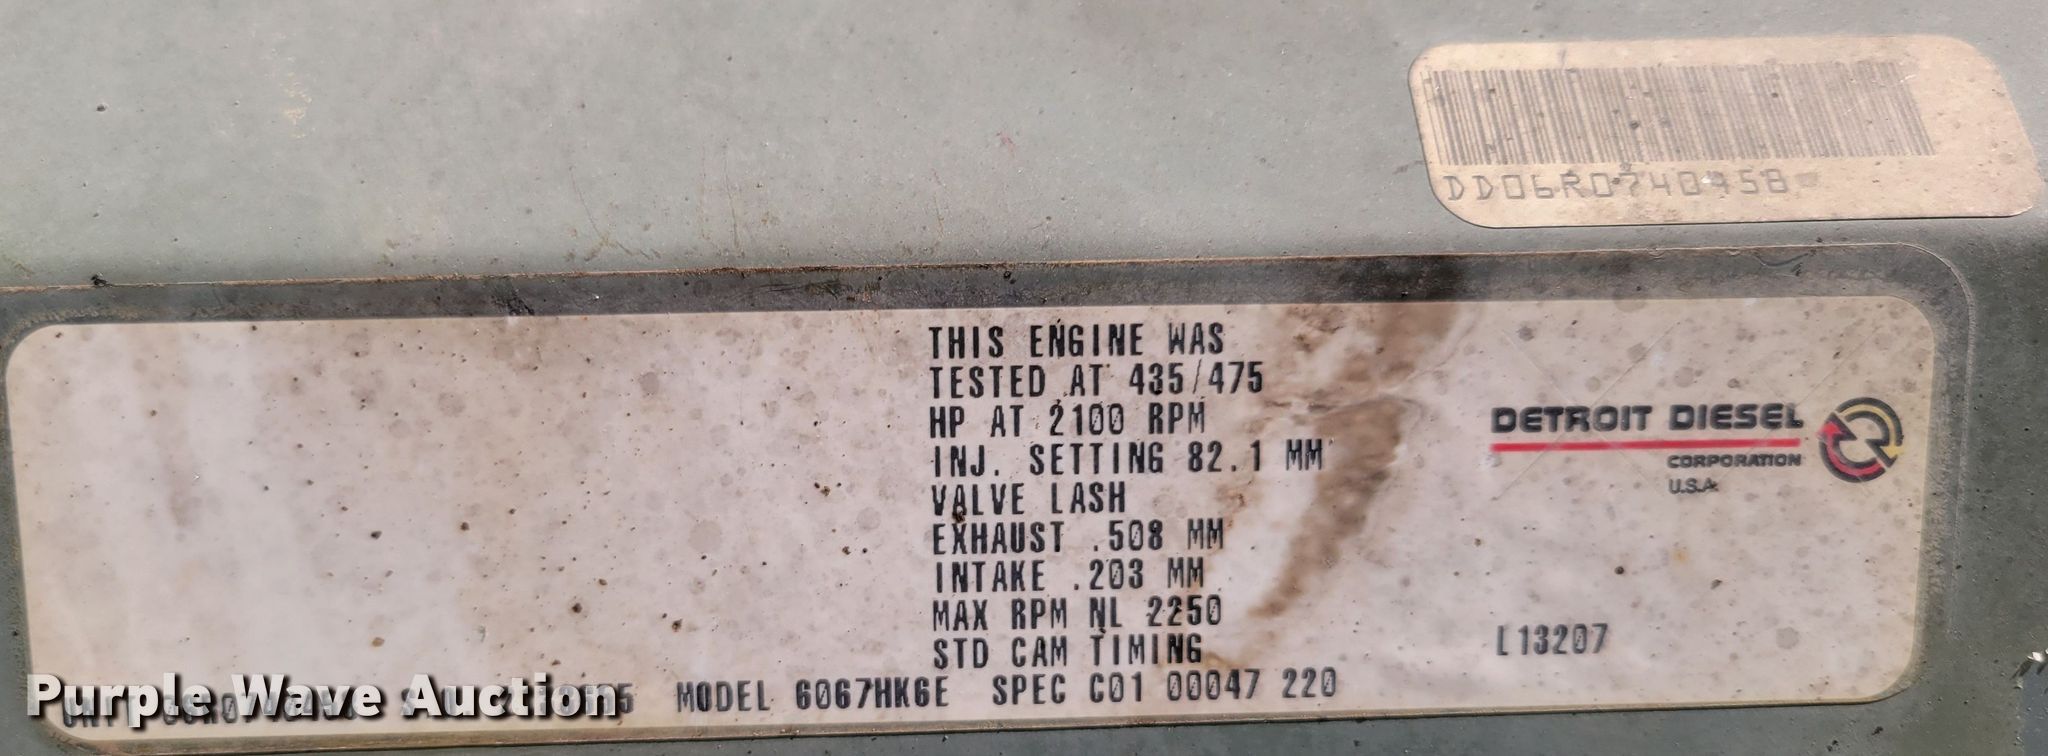 DD06R0740458
THIS ENGINE WAS
TESTED AT 435/475
HP AT 2100 RPM
INJ. SETTING 82.1 MM
VALVE LASH
EXHAUST .508 MM
INTAKE .203 MM
MAX RPM NL 2250
STD CAM TIMING
MODEL 6067HK6E SPEC C01 00047 220
DETROIT DIESEL
CORPORATION
U.S.A.
L13207
Purple Wave Auction